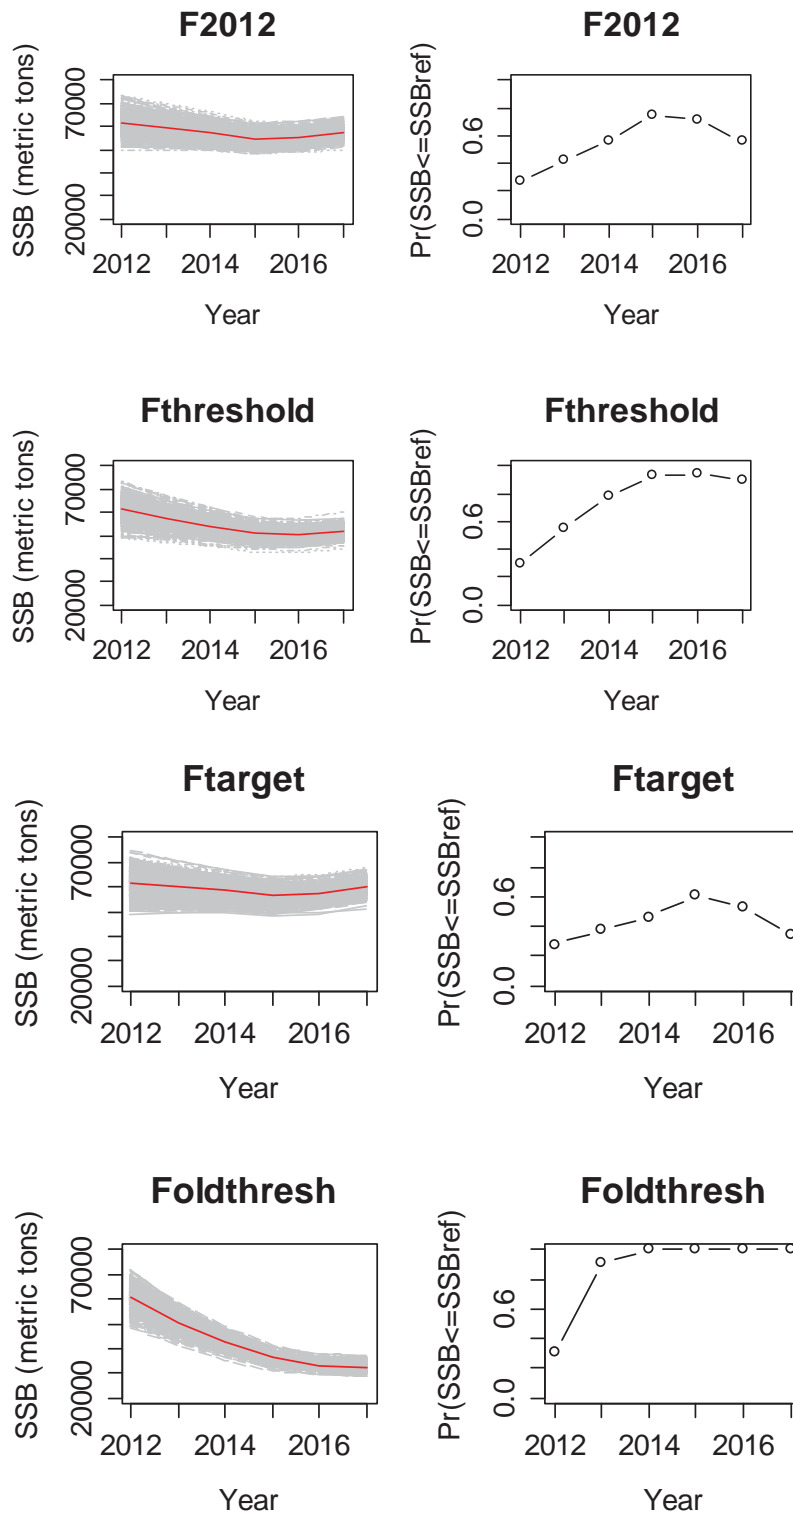 F2012
SSB (metric tons)
70000
20000
2012 2014 2016
Year
F2012
Pr(SSB<=SSBref)
0.6
0.0
2012 2014 2016
Year
Fthreshold
SSB (metric tons)
70000
20000
2012 2014 2016
Year
Fthreshold
Pr(SSB<=SSBref)
0.6
0.0
2012 2014 2016
Year
Ftarget
SSB (metric tons)
70000
20000
2012 2014 2016
Year
Ftarget
Pr(SSB<=SSBref)
0.6
0.0
2012 2014 2016
Year
Foldthresh
SSB (metric tons)
70000
20000
2012 2014 2016
Year
Foldthresh
Pr(SSB<=SSBref)
0.6
0.0
2012 2014 2016
Year